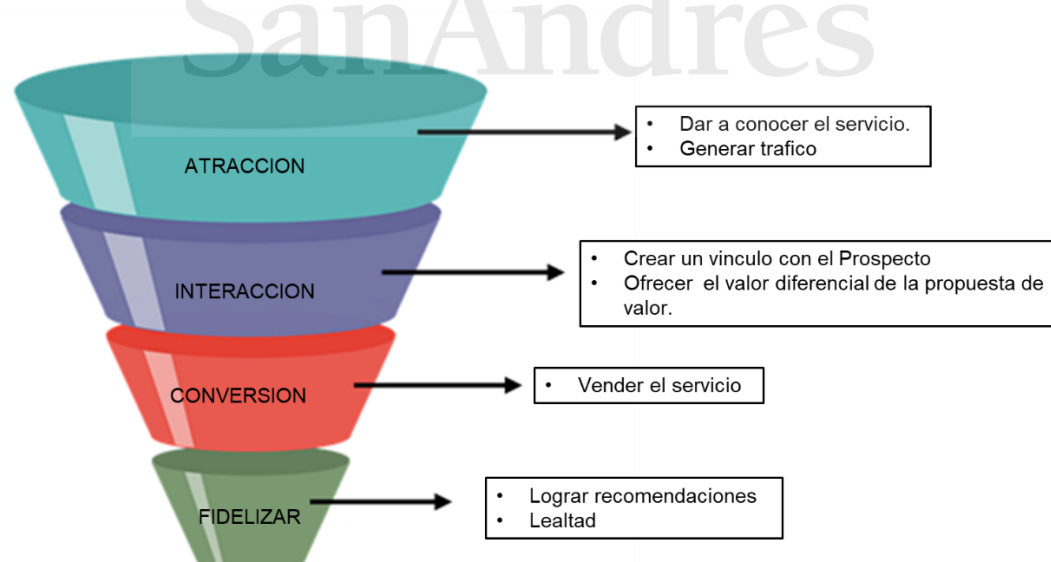 SanAndres
• Dar a conocer el servicio.
• Generar trafico
ATRACCION
• Crear un vinculo con el Prospecto
• Ofrecer el valor diferencial de la propuesta de
valor.
INTERACCION
• Vender el servicio
CONVERSION
• Lograr recomendaciones
• Lealtad
FIDELIZAR